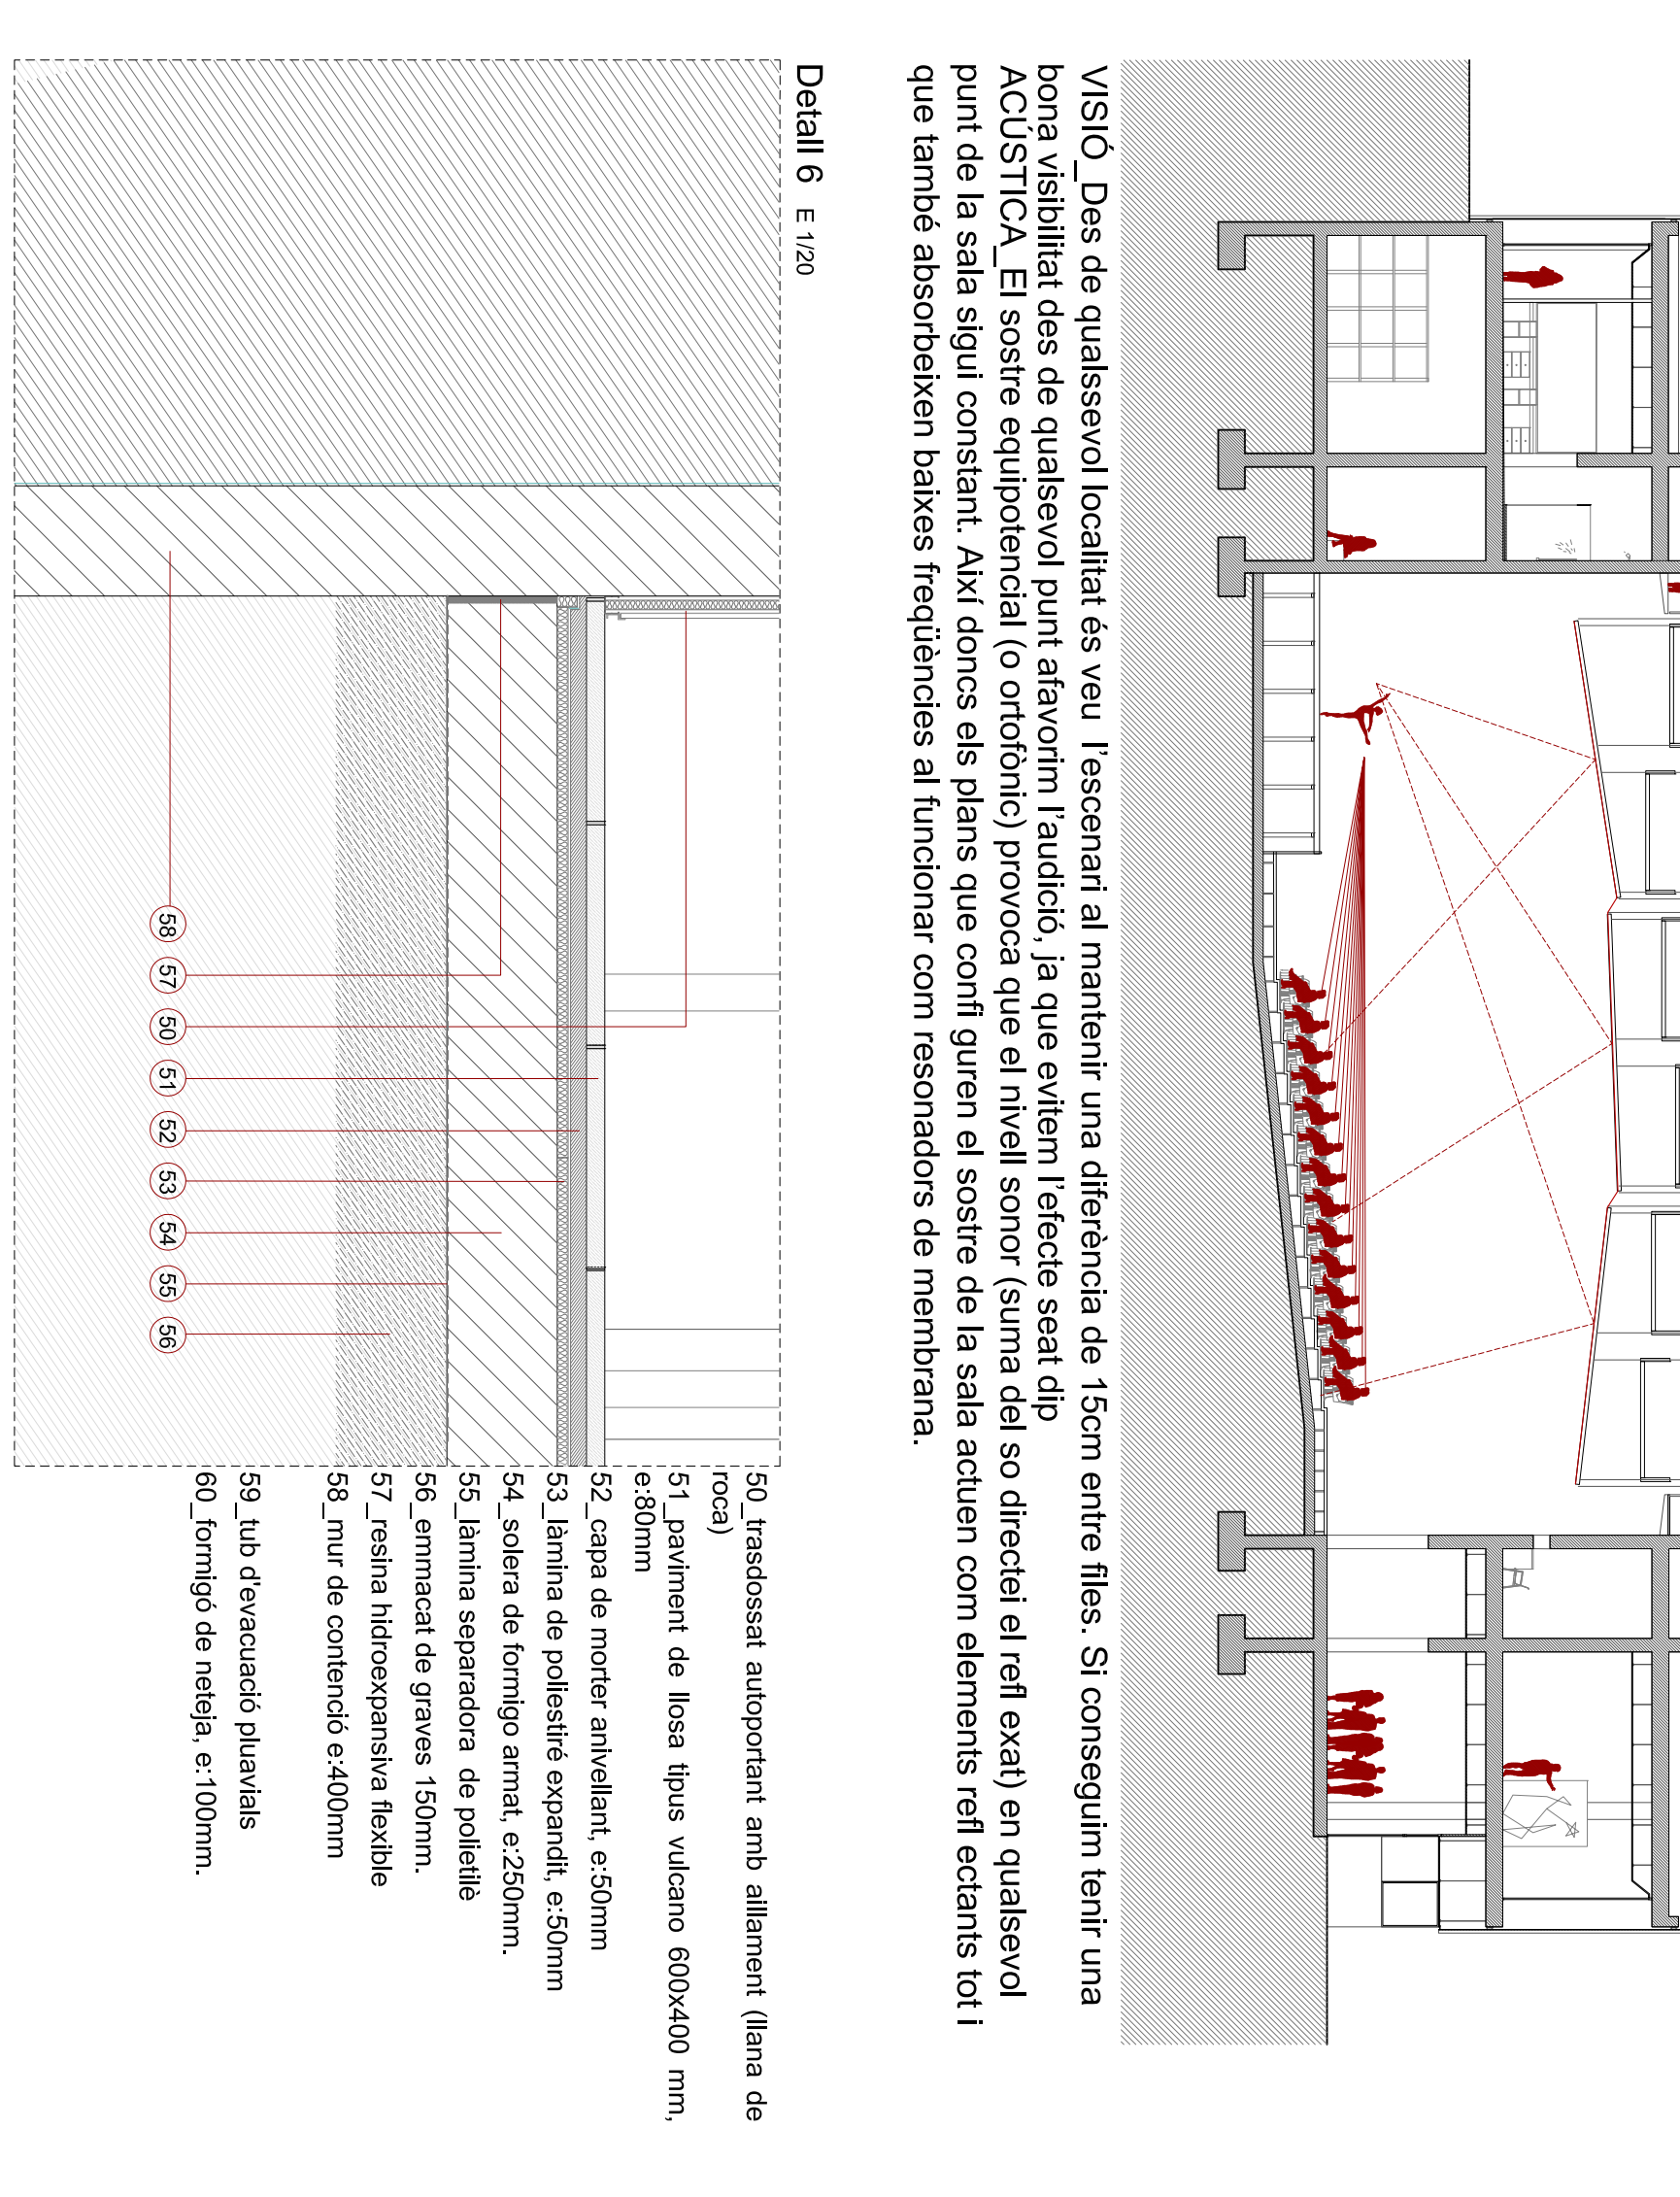 VISIÓ_Des de qualssevol localitat és veu l'escenari al mantenir una diferència de 15cm entre files. Si conseguim tenir una
bona visibilitat des de qualsevol punt afavorim l'audició, ja que evitem l'efecte seat dip
ACÚSTICA_El sostre equipotencial (o ortofònic) provoca que el nivell sonor (suma del so directei el refl exat) en qualsevol
punt de la sala sigui constant. Així doncs els plans que confi guren el sostre de la sala actuen com elements refl ectants tot i
que també absorbeixen baixes freqüències al funcionar com resonadors de membrana.
Detall 6 E 1/20
58
57
50
51
52
53
54
55
56
50_trasdossat autoportant amb aillament (llana de
roca)
51_paviment de llosa tipus vulcano 600x400 mm,
e:80mm
52_capa de morter anivellant, e:50mm
53_làmina de poliestiré expandit, e:50mm
54_solera de formigo armat, e:250mm.
55_làmina separadora de polietilè
56_emmacat de graves 150mm.
57_resina hidroexpansiva flexible
58_mur de contenció e:400mm
59_tub d'evacuació pluavials
60_formigó de neteja, e:100mm.